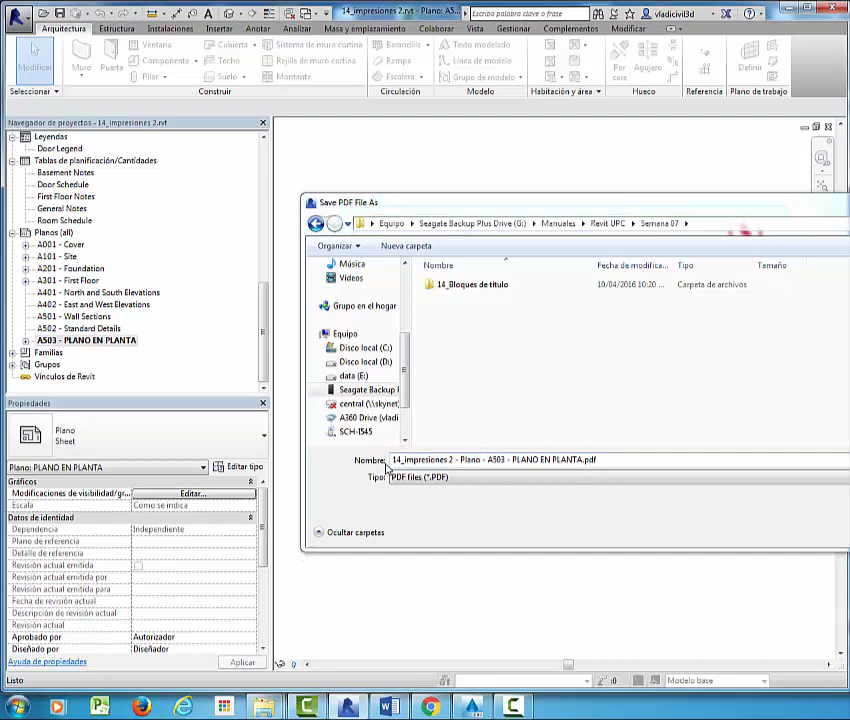 14_impresiones 2.rvt - Plano: A5...
Escriba palabra clave o frase
vladicivil3d
Arquitectura Estructura Instalaciones Insertar Anotar Analizar Masa y emplazamiento Colaborar Vista Gestionar Complementos Modificar
Modificar
Muro
Puerta
Ventana
Componente
Pilar
Cubierta
Techo
Suelo
Sistema de muro cortina
Rejilla de muro cortina
Montante
Barandilla
Rampa
Escalera
Texto modelado
Línea de modelo
Grupo de modelo
Por cara
Agujero
Definir
Seleccionar
Construir
Circulación
Modelo
Habitación y área
Hueco
Referencia
Plano de trabajo
Navegador de proyectos - 14_impresiones 2.rvt
Leyendas
Door Legend
Tablas de planificación/Cantidades
Basement Notes
Door Schedule
First Floor Notes
General Notes
Room Schedule
Planos (all)
A001 - Cover
A101 - Site
A201 - Foundation
A301 - First Floor
A401 - North and South Elevations
A402 - East and West Elevations
A501 - Wall Sections
A502 - Standard Details
A503 - PLANO EN PLANTA
Familias
Grupos
Vínculos de Revit
Propiedades
Plano
Sheet
Plano: PLANO EN PLANTA
Editar tipo
Gráficos
Modificaciones de visibilidad/gr... Editar...
Escala Como se indica
Datos de identidad
Dependencia Independiente
Plano de referencia
Detalle de referencia
Revisión actual emitida
Revisión actual emitida por
Revisión actual emitida para
Fecha de revisión actual
Descripción de revisión actual
Revisión actual
Aprobado por Autorizador
Diseñado por Diseñador
Ayuda de propiedades
Aplicar
Listo
Save PDF File As
Equipo Seagate Backup Plus Drive (G:) Manuales Revit UPC Semana 07
Organizar Nueva carpeta
Música
Vídeos
Grupo en el hogar
Equipo
Disco local (C:)
Disco local (D:)
data (E:)
Seagate Backup
central (\\skynet)
A360 Drive (vladi
SCH-I545
Nombre Fecha de modifica... Tipo Tamaño
14_Bloques de titulo 10/04/2016 10:20 ... Carpeta de archivos
Nombre: 14_impresiones 2 - Plano - A503 - PLANO EN PLANTA.pdf
Tipo: PDF files (*.PDF)
Ocultar carpetas
:0
Modelo base